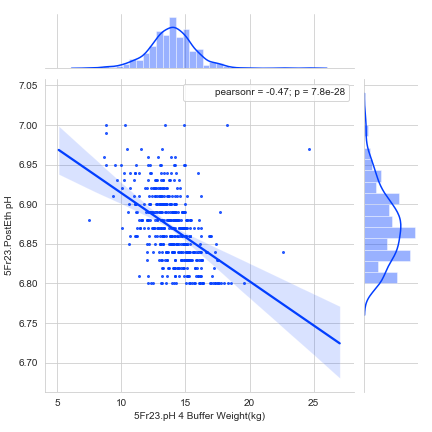 pearsonr = -0.47; p = 7.8e-28
7.05
7.00
6.95
6.90
6.85
6.80
6.75
6.70
5Fr23.PostEth pH
5 10 15 20 25
5Fr23.pH 4 Buffer Weight(kg)